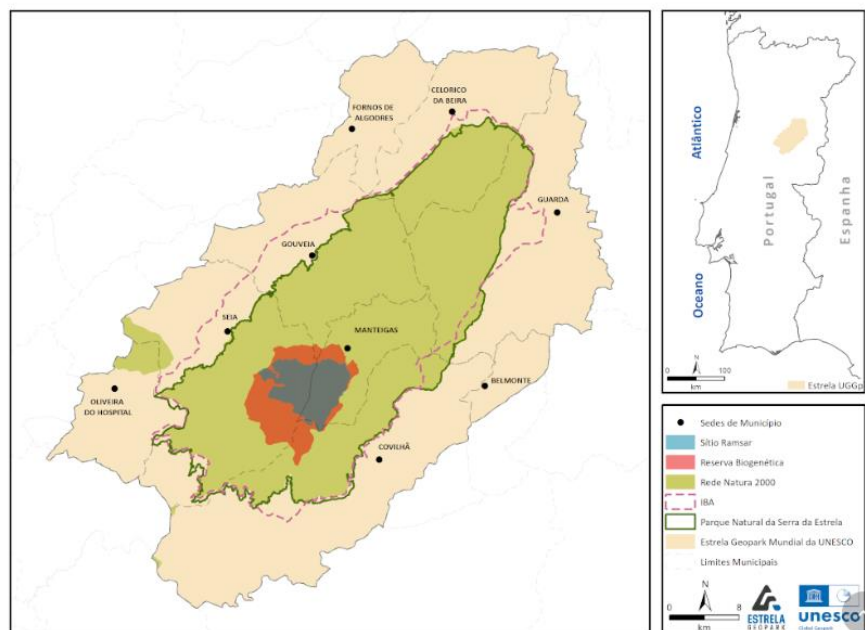 CELORICO
DA BEIRA
FORNOS DE
ALGODRES
GUARDA
GOUVEIA
SEIA
MANTEIGAS
BELMONTE
OLIVEIRA
DO HOSPITAL
COVILHÃ
Atlântico
Oceano
Portugal
Espanha
N
0 100
km
Estrela UGGp
Sedes de Município
Sítio Ramsar
Reserva Biogenética
Rede Natura 2000
IBA
Parque Natural da Serra da Estrela
Estrela Geopark Mundial da UNESCO
Limites Municipais
N
0 8
km
ESTRELA
GEOPARK
unesco
Global Geopark